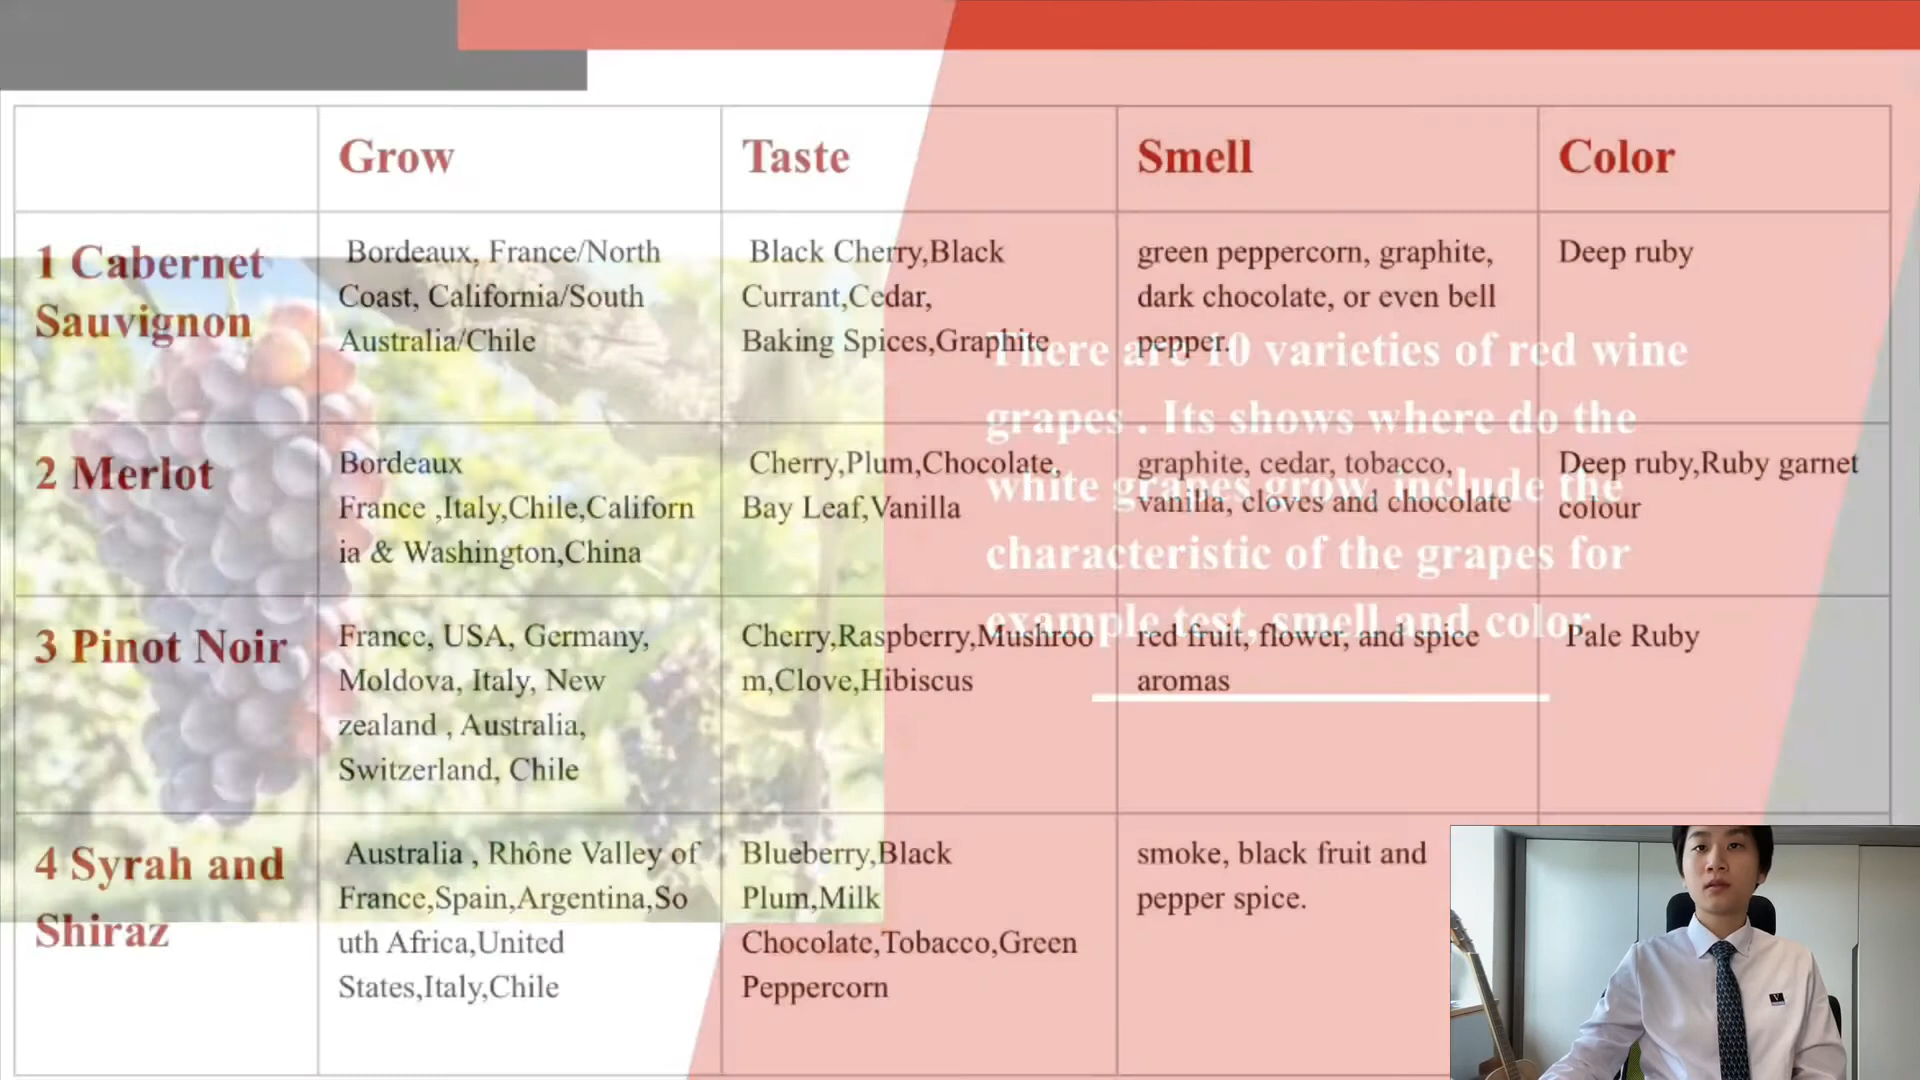 Grow
Taste
Smell
Color
1 Cabernet
Sauvignon
Bordeaux, France/North
Coast, California/South
Australia/Chile
Black Cherry,Black
Currant,Cedar,
Baking Spices,Graphite
green peppercorn, graphite,
dark chocolate, or even bell
pepper.
Deep ruby
2 Merlot
Bordeaux
France ,Italy,Chile,Californ
ia & Washington,China
Cherry,Plum,Chocolate,
Bay Leaf,Vanilla
graphite, cedar, tobacco,
vanilla, cloves and chocolate
Deep ruby,Ruby garnet
colour
3 Pinot Noir
France, USA, Germany,
Moldova, Italy, New
zealand , Australia,
Switzerland, Chile
Cherry,Raspberry,Mushroo
m,Clove,Hibiscus
red fruit, flower, and spice
aromas
Pale Ruby
4 Syrah and
Shiraz
Australia , Rhône Valley of
France,Spain,Argentina,So
uth Africa,United
States,Italy,Chile
Blueberry,Black
Plum,Milk
Chocolate,Tobacco,Green
Peppercorn
smoke, black fruit and
pepper spice.
There are 10 varieties of red wine
grapes . Its shows where do the
white grapes grow, include the
characteristic of the grapes for
example test, smell and color
V